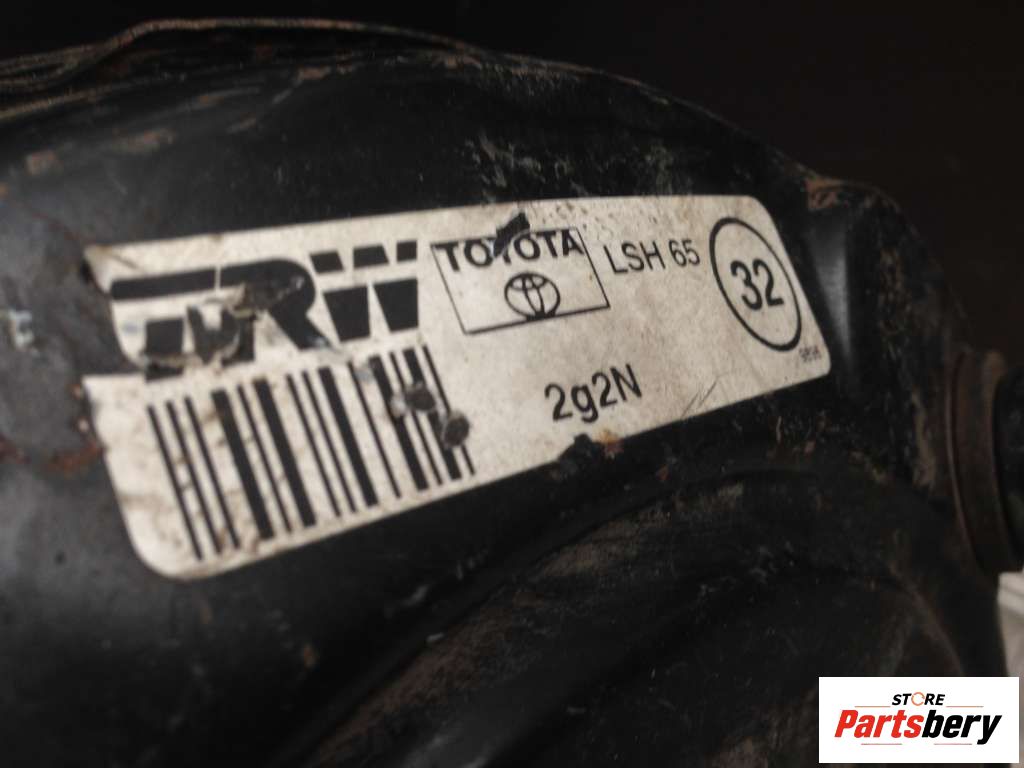 TRW
TOYOTA
LSH 65
32
2g2N
STORE
Partsbery